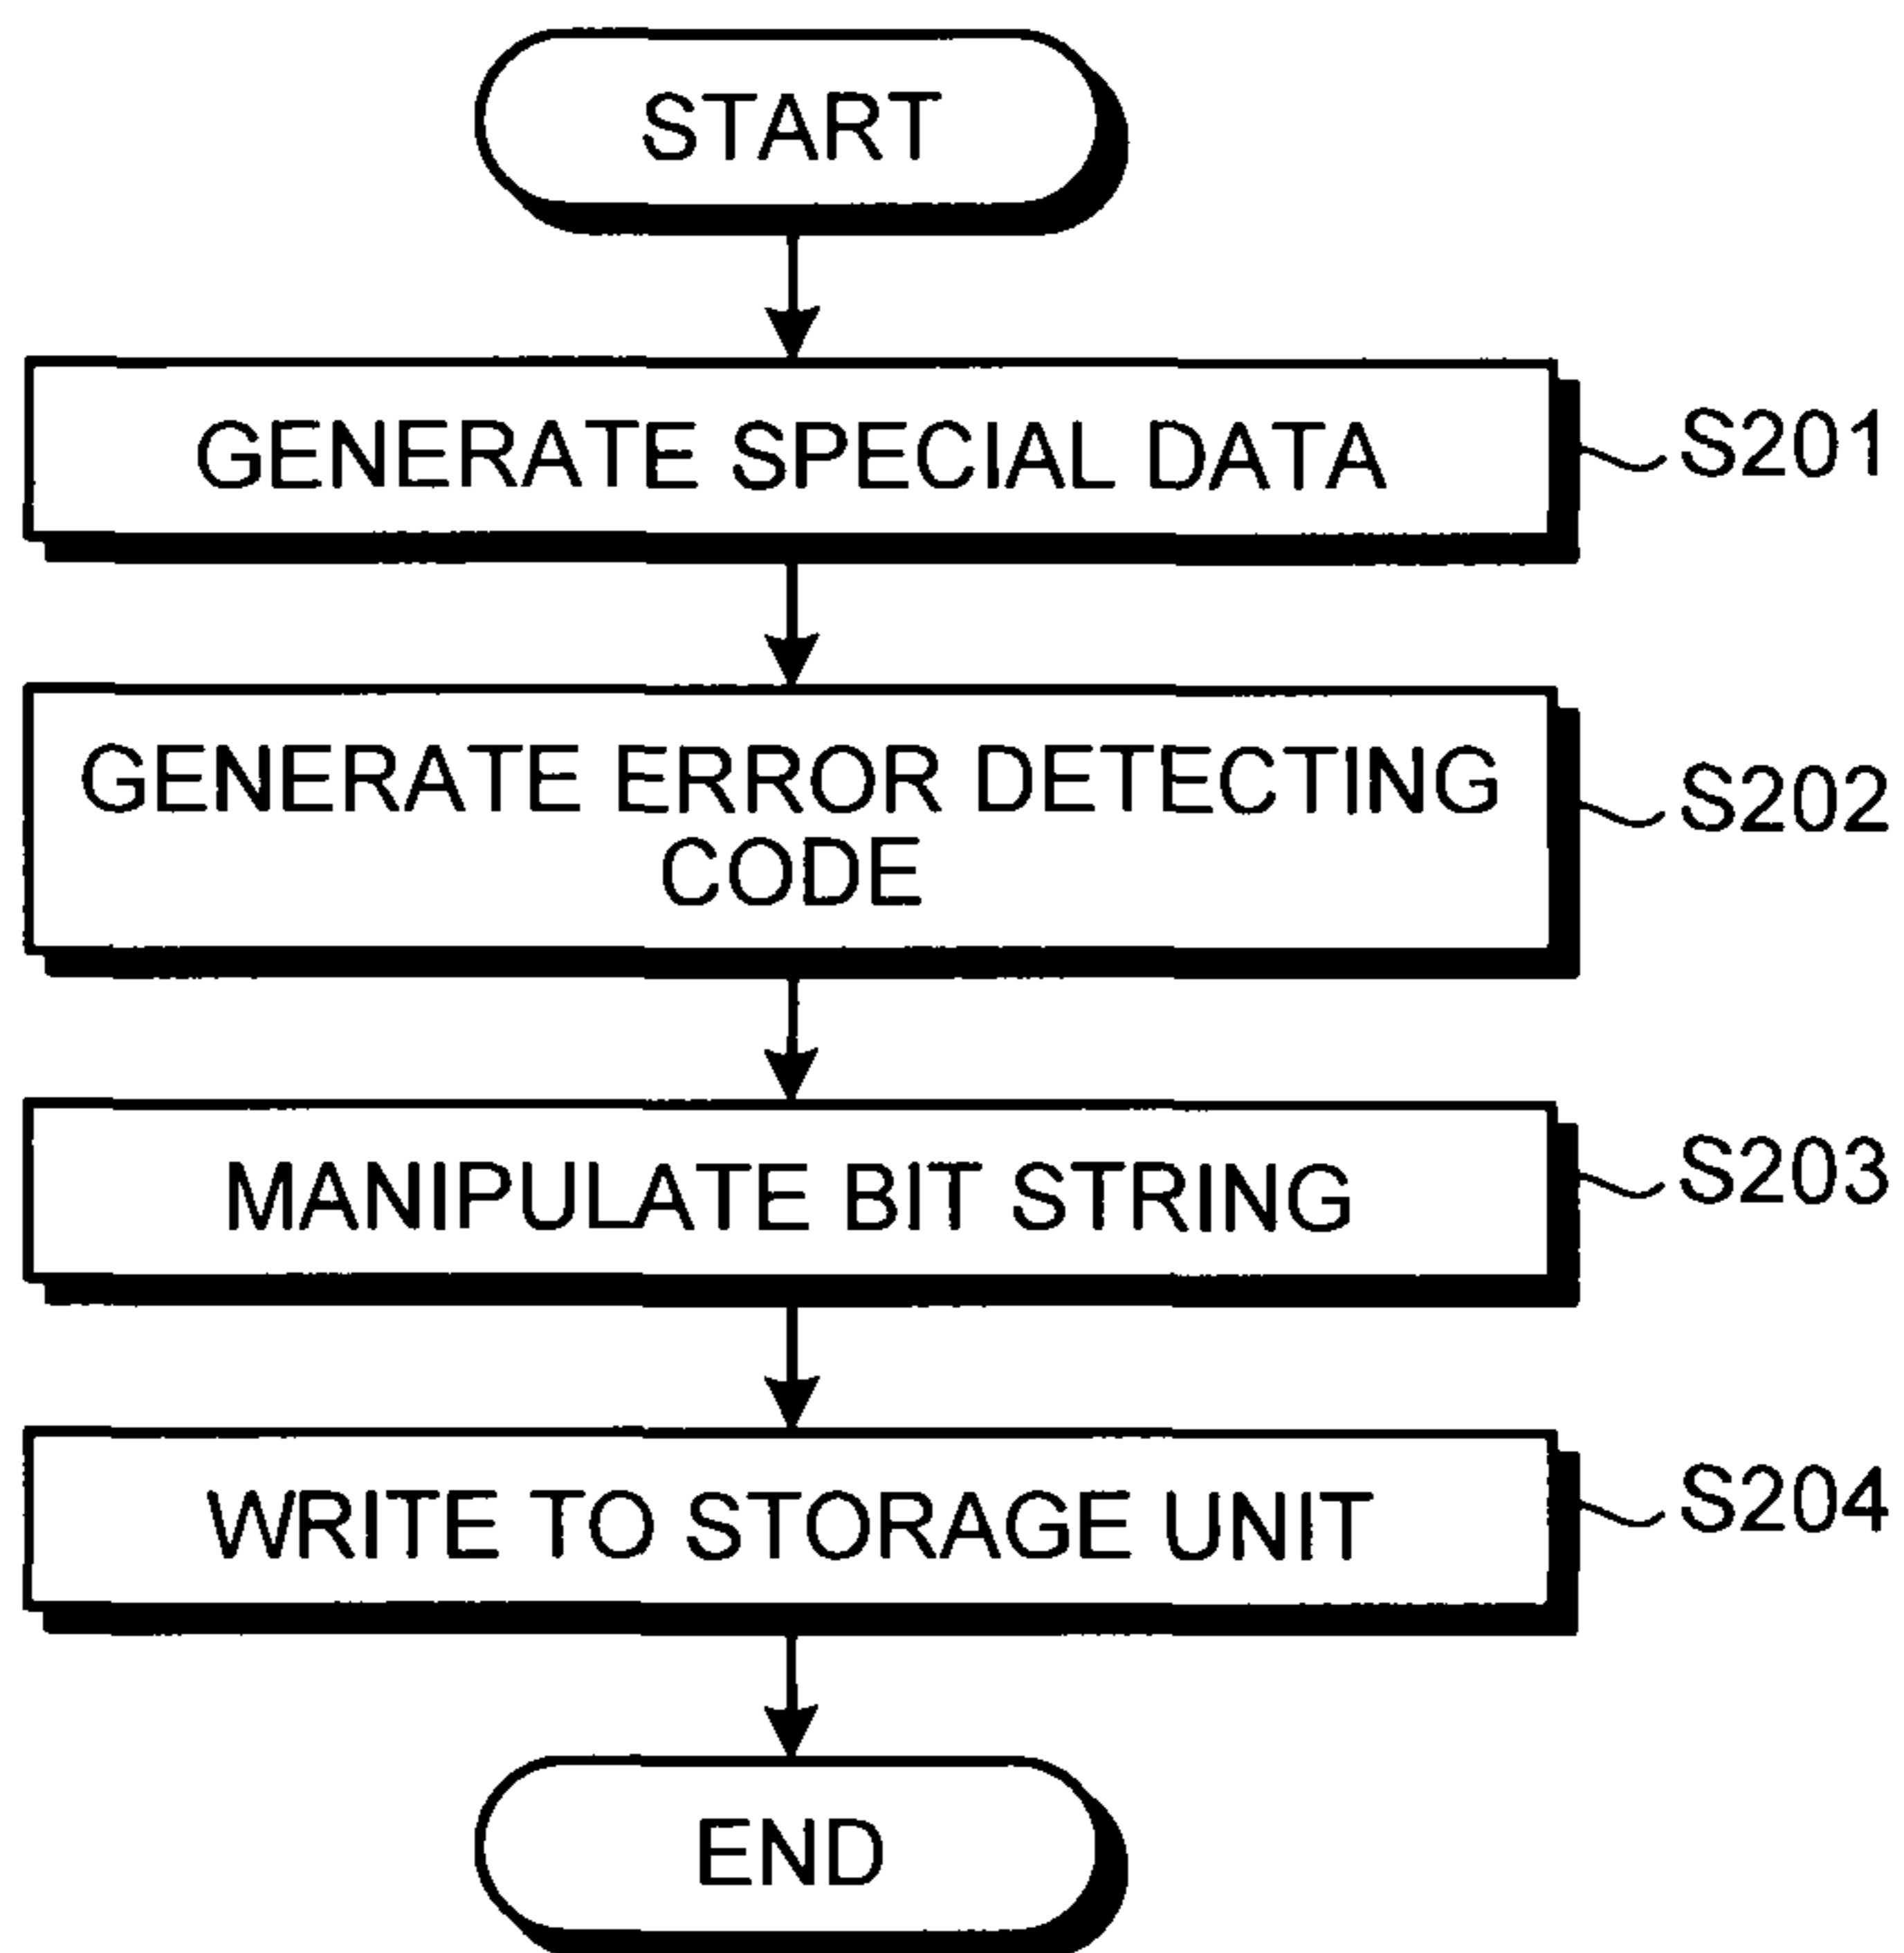 START
GENERATE SPECIAL DATA
S201
GENERATE ERROR DETECTING
CODE
S202
MANIPULATE BIT STRING
S203
WRITE TO STORAGE UNIT
S204
END